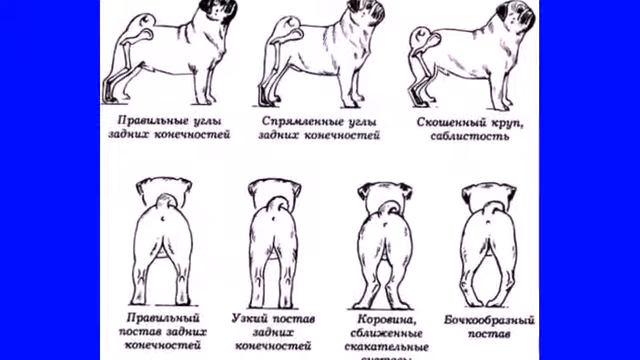 Правильные углы
задних конечностей
Спрямленные углы
задних конечностей
Скошенный круп,
саблистость
Правильный
постав задних
конечностей
Узкий постав
задних
конечностей
Коровина,
сближенные
скакательные
Бочкообразный
постав